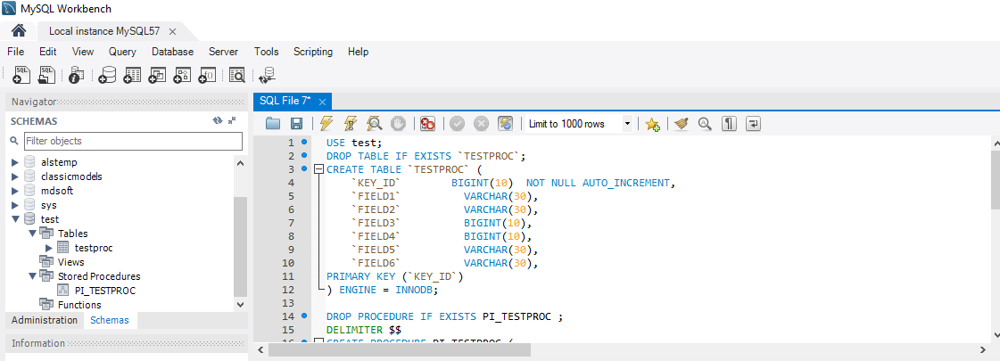 MySQL Workbench
Local instance MySQL57
File Edit View Query Database Server Tools Scripting Help
Navigator
SCHEMAS
Filter objects
alstemp
classicmodels
mdsoft
sys
test
Tables
testproc
Views
Stored Procedures
PI_TESTPROC
Functions
Administration Schemas
Information
SQL File 7*
Limit to 1000 rows
1 USE test;
2 DROP TABLE IF EXISTS `TESTPROC`;
3 CREATE TABLE `TESTPROC` (
4 `KEY_ID` BIGINT(10) NOT NULL AUTO_INCREMENT,
5 `FIELD1` VARCHAR(30),
6 `FIELD2` VARCHAR(30),
7 `FIELD3` BIGINT(10),
8 `FIELD4` BIGINT(10),
9 `FIELD5` VARCHAR(30),
10 `FIELD6` VARCHAR(30),
11 PRIMARY KEY (`KEY_ID`)
12 ) ENGINE = INNODB;
13
14 DROP PROCEDURE IF EXISTS PI_TESTPROC ;
15 DELIMITER $$
16 CREATE PROCEDURE PI_TESTPROC (